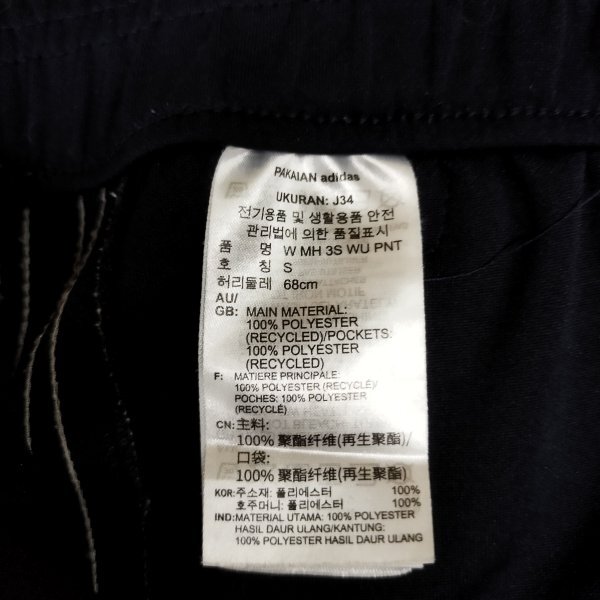 PAKAIAN adidas
UKURAN: J34
전기용품 및 생활용품 안전
관리법에 의한 품질표시
품 명 W MH 3S WU PNT
호 칭 S
허리둘레 68cm
AU/
GB: MAIN MATERIAL:
100% POLYESTER
(RECYCLED)/POCKETS:
100% POLYESTER
(RECYCLED)
F: MATIERE PRINCIPALE:
100% POLYESTER (RECYCLÉ)/
POCHES: 100% POLYESTER
(RECYCLÉ)
CN: 主料:
100% 聚酯纤维(再生聚酯)/
口袋:
100% 聚酯纤维(再生聚酯)
KOR:주소재: 폴리에스터 100%
호주머니: 폴리에스터 100%
IND:MATERIAL UTAMA: 100% POLYESTER
HASIL DAUR ULANG/KANTUNG:
100% POLYESTER HASIL DAUR ULANG